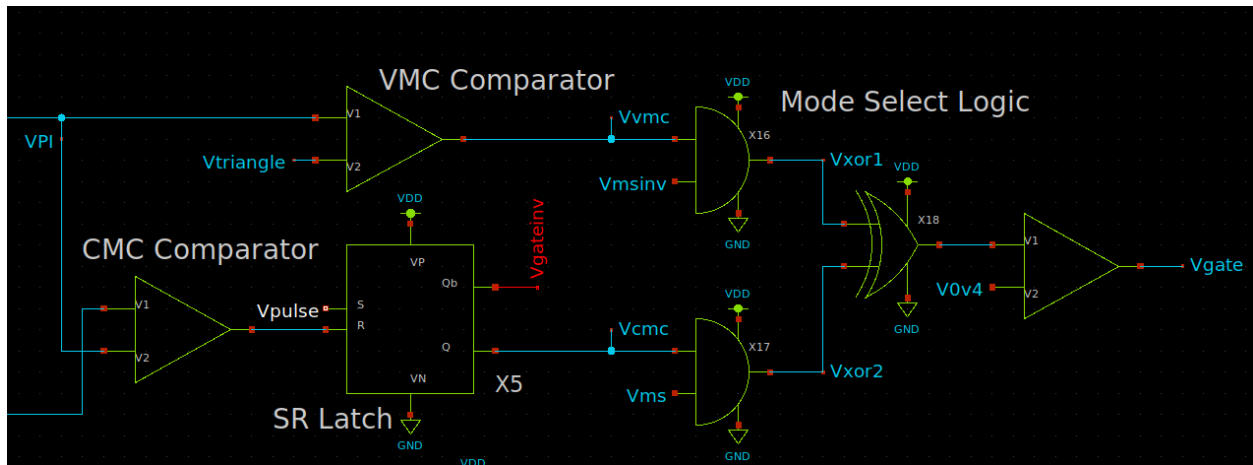 VMC Comparator
VDD
Mode Select Logic
V1
Vvmc
X16
VPI
Vtriangle
V2
Vxor1
VDD
Vmsinv
VDD
X18
GND
CMC Comparator
VP
Vgateinv
V1
Vgate
Qb
V1
Vpulse
S
VDD
V0v4
V2
R
Vcmc
GND
V2
Q
X17
VN
X5
Vxor2
Vms
SR Latch
GND
GND
VDD